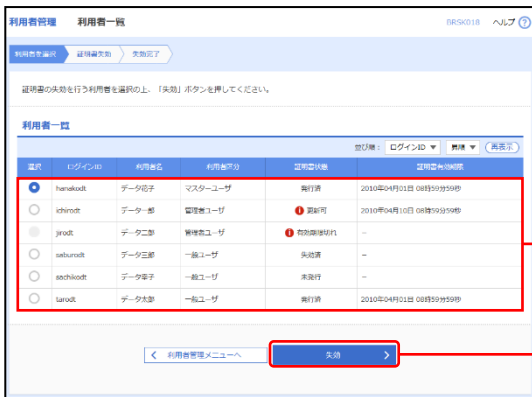 利用者管理 利用者一覧 BRSK018 ヘルプ ?
利用者を選択 証明書失効 失効完了
証明書の失効を行う利用者を選択の上、「失効」ボタンを押してください。
利用者一覧
並び順： ログインID ▼ 昇順 ▼ 再表示
選択 ログインID 利用者名 利用者区分 証明書状態 証明書有効期限
hanakodt データ花子 マスターユーザ 発行済 2010年04月01日 08時59分59秒
ichirodt データ一郎 管理者ユーザ 更新可 2010年04月10日 08時59分59秒
jirodt データ二郎 管理者ユーザ 有効期限切れ －
saburodt データ三郎 一般ユーザ 失効済 －
sachikodt データ幸子 一般ユーザ 未発行 －
tarodt データ太郎 一般ユーザ 発行済 2010年04月01日 08時59分59秒
利用者管理メニューへ 失効